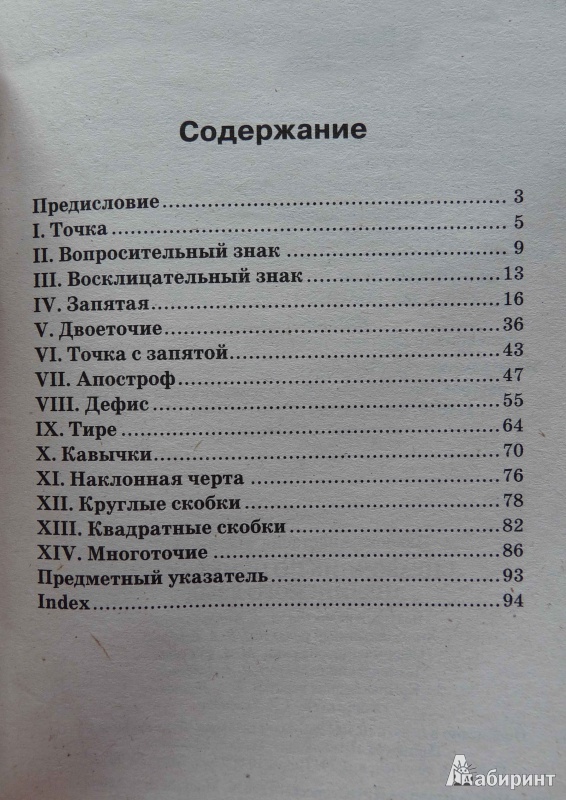 Содержание
Предисловие 3
I. Точка 5
II. Вопросительный знак 9
III. Восклицательный знак 13
IV. Запятая 16
V. Двоеточие 36
VI. Точка с запятой 43
VII. Апостроф 47
VIII. Дефис 55
IX. Тире 64
X. Кавычки 70
XI. Наклонная черта 76
XII. Круглые скобки 78
XIII. Квадратные скобки 82
XIV. Многоточие 86
Предметный указатель 93
Index 94
Лабиринт